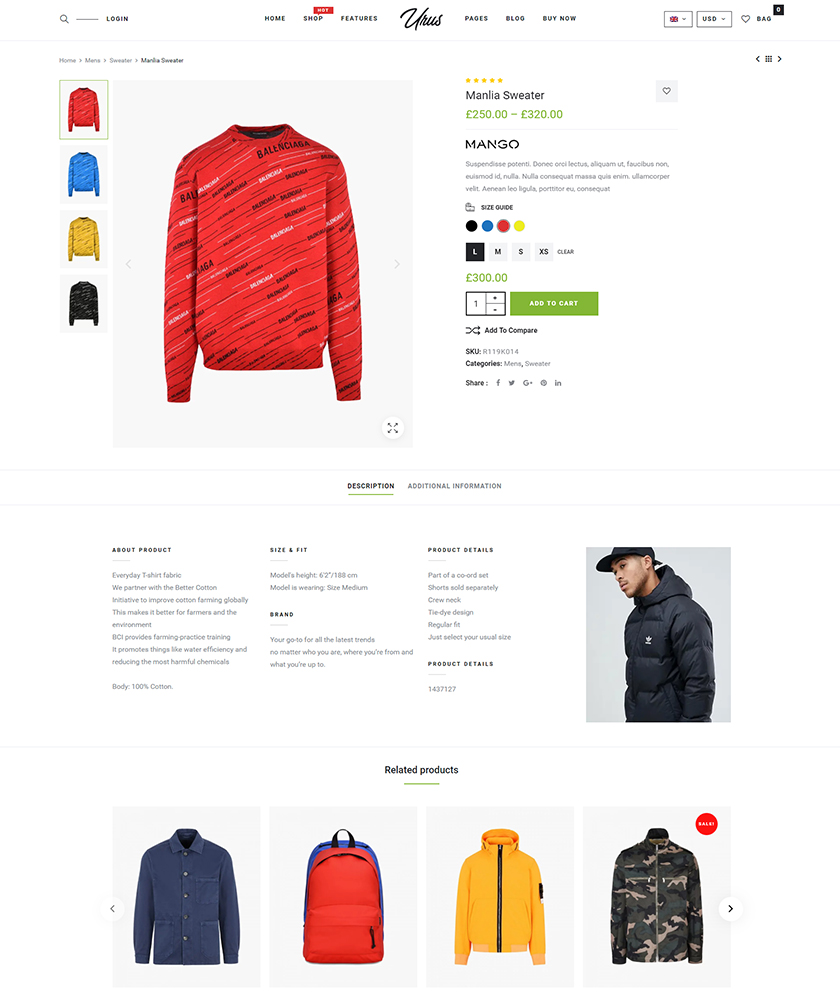 LOGIN
HOME
HOT
SHOP
FEATURES
Urus
PAGES
BLOG
BUY NOW
USD
BAG
0
Home > Mens > Sweater > Manlia Sweater
Manlia Sweater
£250.00 – £320.00
MANGO
Suspendisse potenti. Donec orci lectus, aliquam ut, faucibus non,
euismod id, nulla. Nulla consequat massa quis enim. ullamcorper
velit. Aenean leo ligula, porttitor eu, consequat
SIZE GUIDE
L M S XS CLEAR
£300.00
1 + -
ADD TO CART
Add To Compare
SKU: R119K014
Categories: Mens, Sweater
Share :
BALENCIAGA
BALENCIAGA
BALENCIAGA
DESCRIPTION
ADDITIONAL INFORMATION
ABOUT PRODUCT
Everyday T-shirt fabric
We partner with the Better Cotton
Initiative to improve cotton farming globally
This makes it better for farmers and the
environment
BCI provides farming-practice training
It promotes things like water efficiency and
reducing the most harmful chemicals
Body: 100% Cotton.
SIZE & FIT
Model's height: 6'2"/188 cm
Model is wearing: Size Medium
BRAND
Your go-to for all the latest trends
no matter who you are, where you're from and
what you're up to.
PRODUCT DETAILS
Part of a co-ord set
Shorts sold separately
Crew neck
Tie-dye design
Regular fit
Just select your usual size
PRODUCT DETAILS
1437127
Related products
SALE!